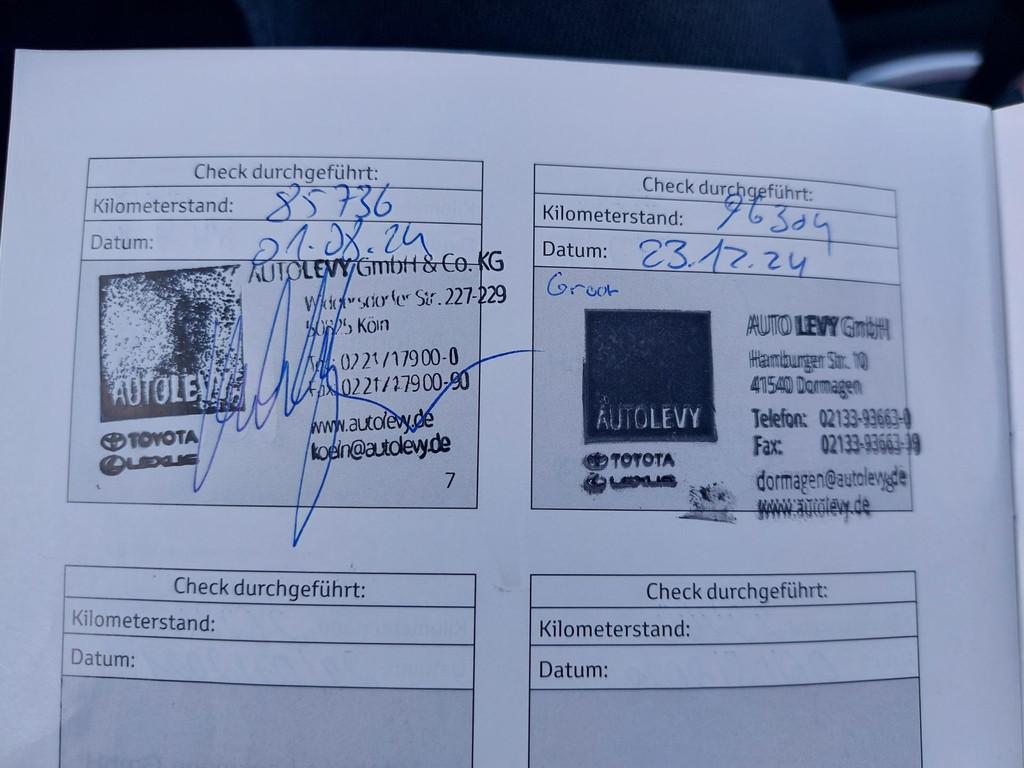 Check durchgeführt:
Kilometerstand: 85736
Datum: 01.08.24
AUTOLEVY GmbH & Co. KG
Widdersdorfer Str. 227-229
Köln
Tel: 0221/17900-0
Fax: 0221/17900-90
www.autolevy.de
koeln@autolevy.de
AUTOLEVY
TOYOTA
LEXUS
7
Check durchgeführt:
Kilometerstand: 96304
Datum: 23.12.24
AUTO LEVY GmbH
Hamburger Str. 10
41540 Dormagen
Telefon: 02133-93663-0
Fax: 02133-93663-
dormagen@autolevy.de
www.autolevy.de
AUTOLEVY
TOYOTA
LEXUS
Check durchgeführt:
Kilometerstand:
Datum:
Check durchgeführt:
Kilometerstand:
Datum: